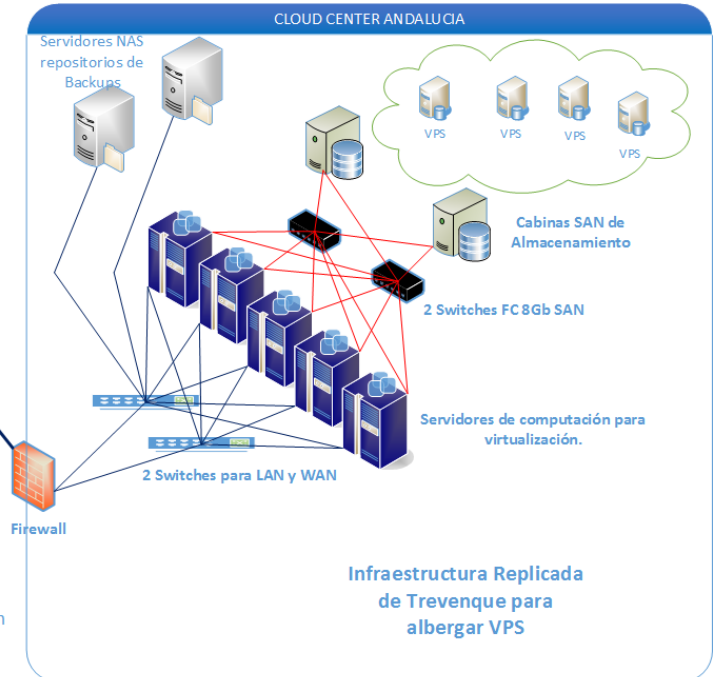 CLOUD CENTER ANDALUCIA
Servidores NAS
repositorios de
Backups
VPS
VPS
VPS
VPS
Cabinas SAN de
Almacenamiento
2 Switches FC 8Gb SAN
Servidores de computación para
virtualización.
2 Switches para LAN y WAN
Firewall
Infraestructura Replicada
de Trevenque para
albergar VPS